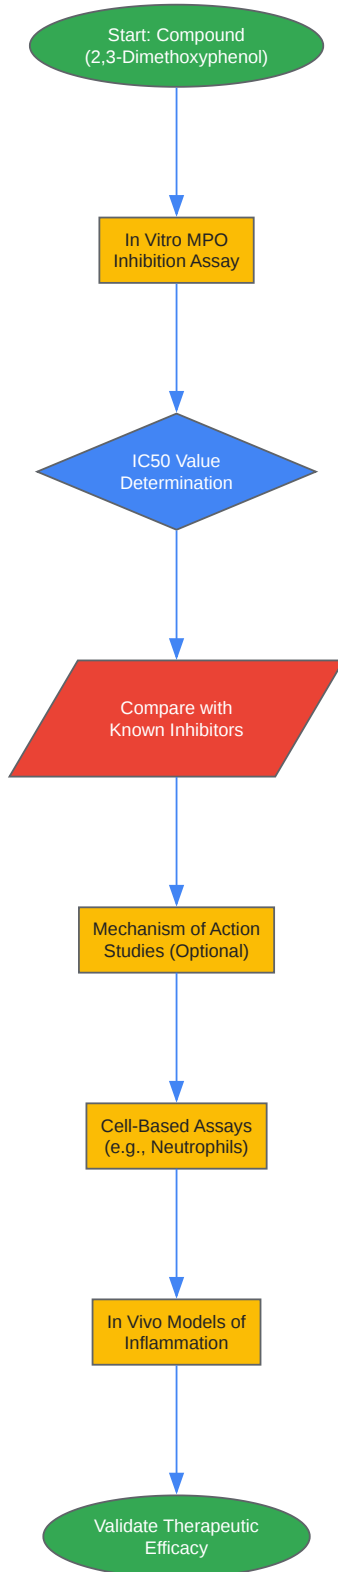 Start: Compound
(2,3-Dimethoxyphenol)
In Vitro MPO
Inhibition Assay
IC50 Value
Determination
Compare with
Known Inhibitors
Mechanism of Action
Studies (Optional)
Cell-Based Assays
(e.g., Neutrophils)
In Vivo Models of
Inflammation
Validate Therapeutic
Efficacy